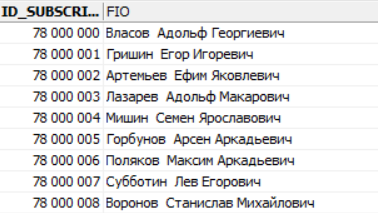 ID_SUBSCRI... FIO
78 000 000 Власов Адольф Георгиевич
78 000 001 Гришин Егор Игоревич
78 000 002 Артемьев Ефим Яковлевич
78 000 003 Лазарев Адольф Макарович
78 000 004 Мишин Семен Ярославович
78 000 005 Горбунов Арсен Аркадьевич
78 000 006 Поляков Максим Аркадьевич
78 000 007 Субботин Лев Егорович
78 000 008 Воронов Станислав Михайлович